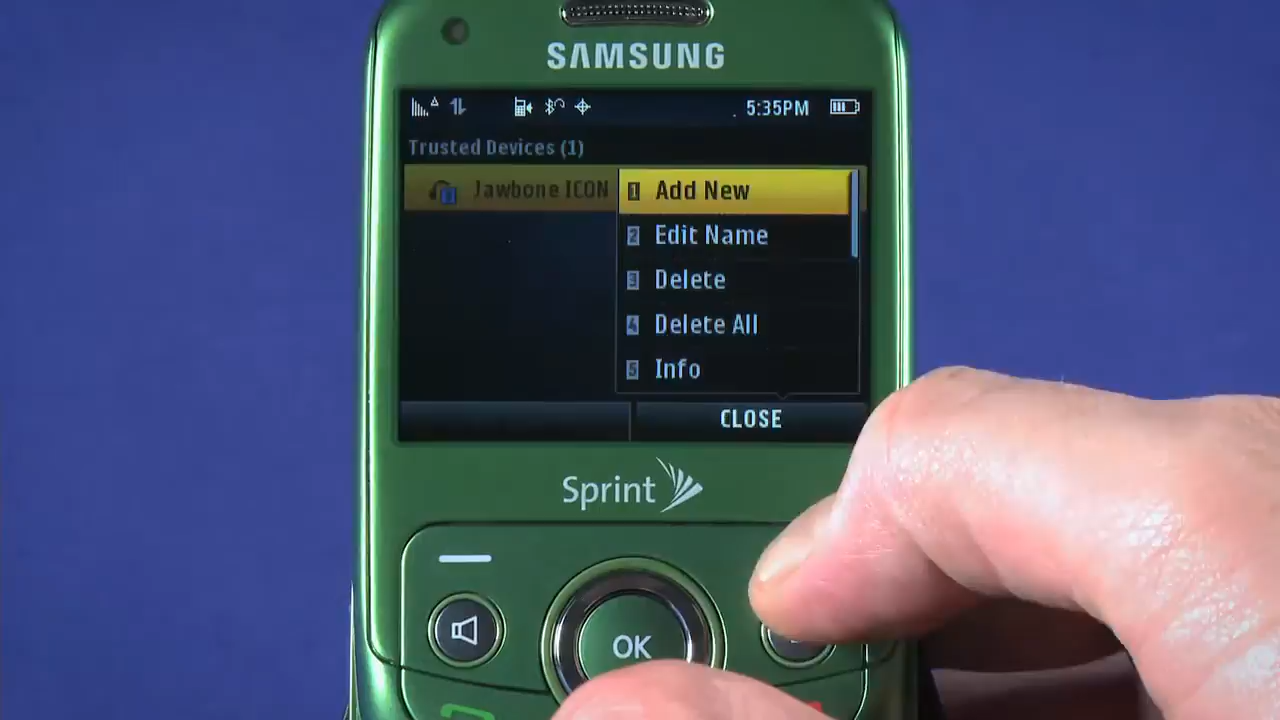 SAMSUNG
5:35PM
Trusted Devices (1)
Jawbone ICON
1 Add New
2 Edit Name
3 Delete
4 Delete All
5 Info
CLOSE
Sprint
OK